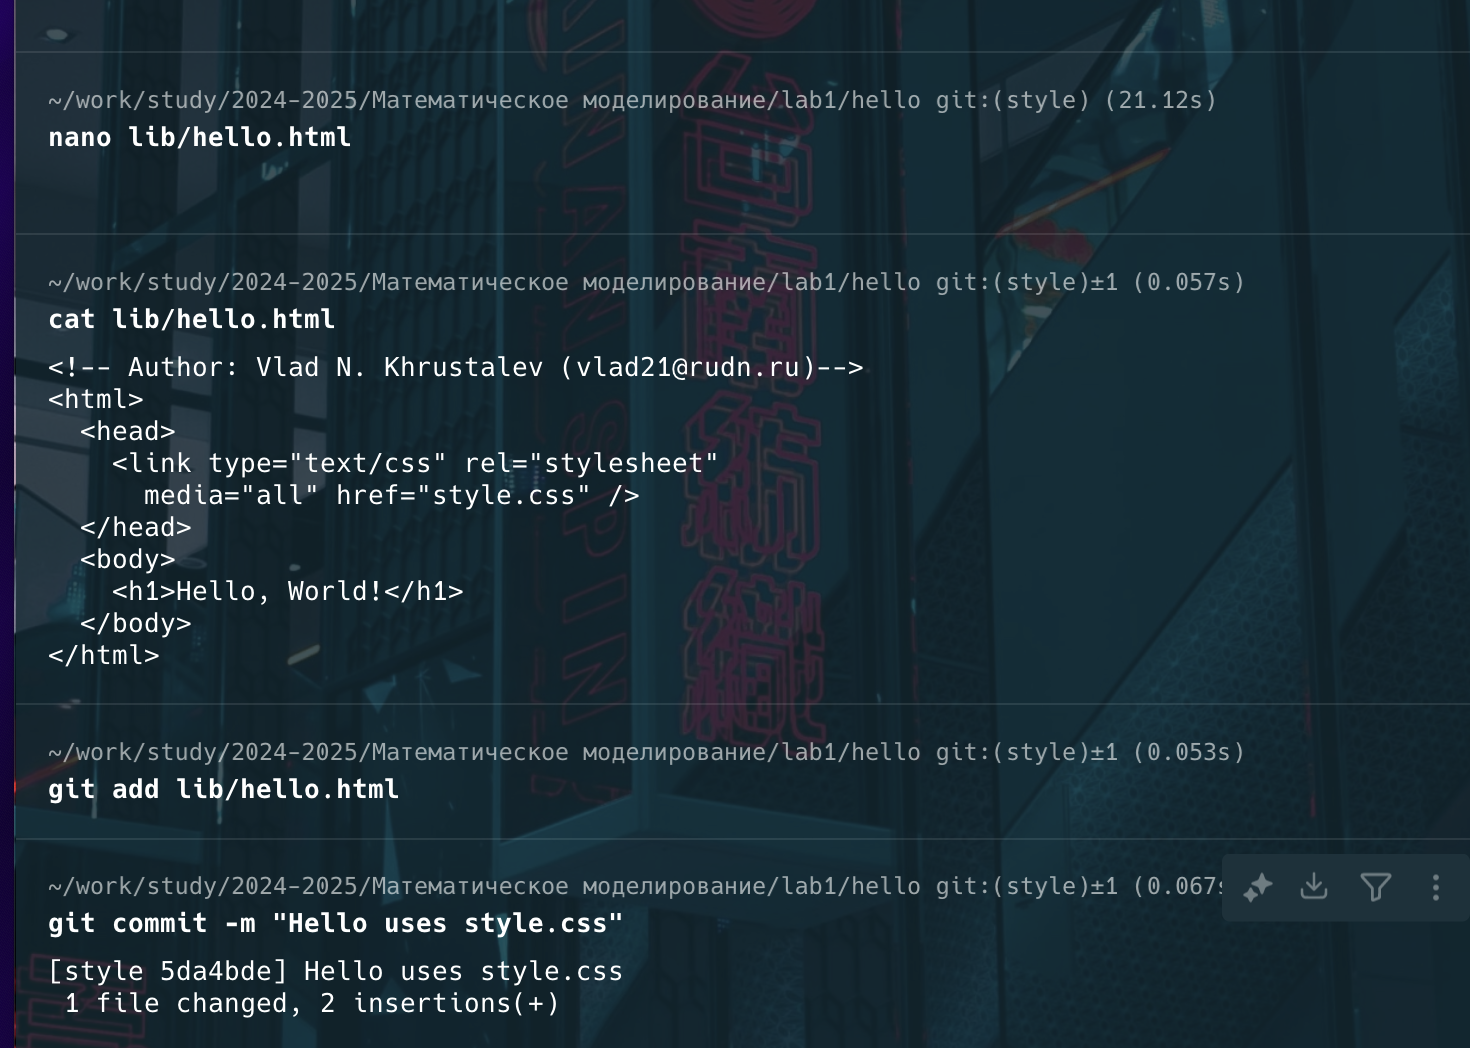 ~/work/study/2024-2025/Математическое моделирование/lab1/hello git:(style) (21.12s)
nano lib/hello.html
~/work/study/2024-2025/Математическое моделирование/lab1/hello git:(style)±1 (0.057s)
cat lib/hello.html
<!-- Author: Vlad N. Khrustalev (vlad21@rudn.ru)-->
<html>
  <head>
    <link type="text/css" rel="stylesheet"
      media="all" href="style.css" />
  </head>
  <body>
    <h1>Hello, World!</h1>
  </body>
</html>
~/work/study/2024-2025/Математическое моделирование/lab1/hello git:(style)±1 (0.053s)
git add lib/hello.html
~/work/study/2024-2025/Математическое моделирование/lab1/hello git:(style)±1 (0.067s
git commit -m "Hello uses style.css"
[style 5da4bde] Hello uses style.css
 1 file changed, 2 insertions(+)